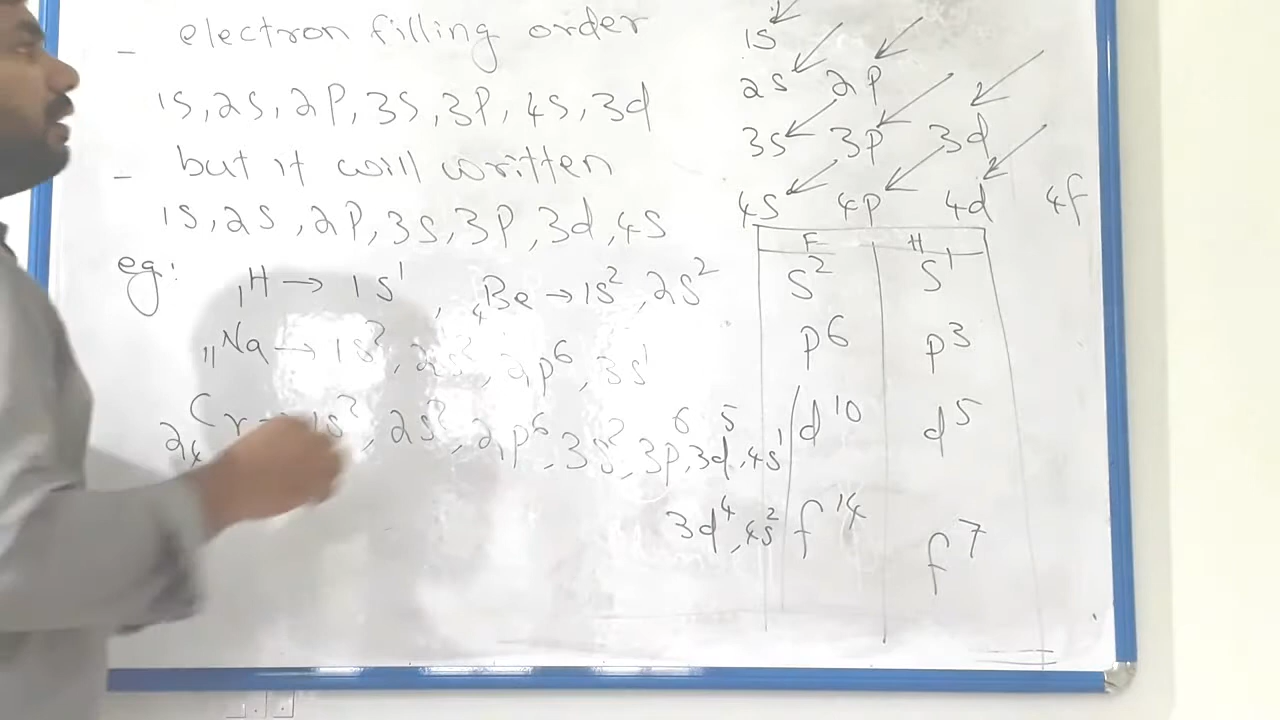 - electron filling order
1s, 2s, 2p, 3s, 3p, 4s, 3d
- but it will written
1s, 2s, 2p, 3s, 3p, 3d, 4s
eg:
₁H → 1s¹, ₄Be → 1s², 2s²
₁₁Na → 1s², 2s², 2p⁶, 3s¹
₂₄Cr → 1s², 2s², 2p⁶, 3s², 3p⁶, 3d⁵, 4s¹
3d⁴, 4s²
1s
2s 2p
3s 3p 3d
4s 4p 4d 4f
F H
s² s¹
p⁶ p³
d¹⁰ d⁵
f¹⁴ f⁷